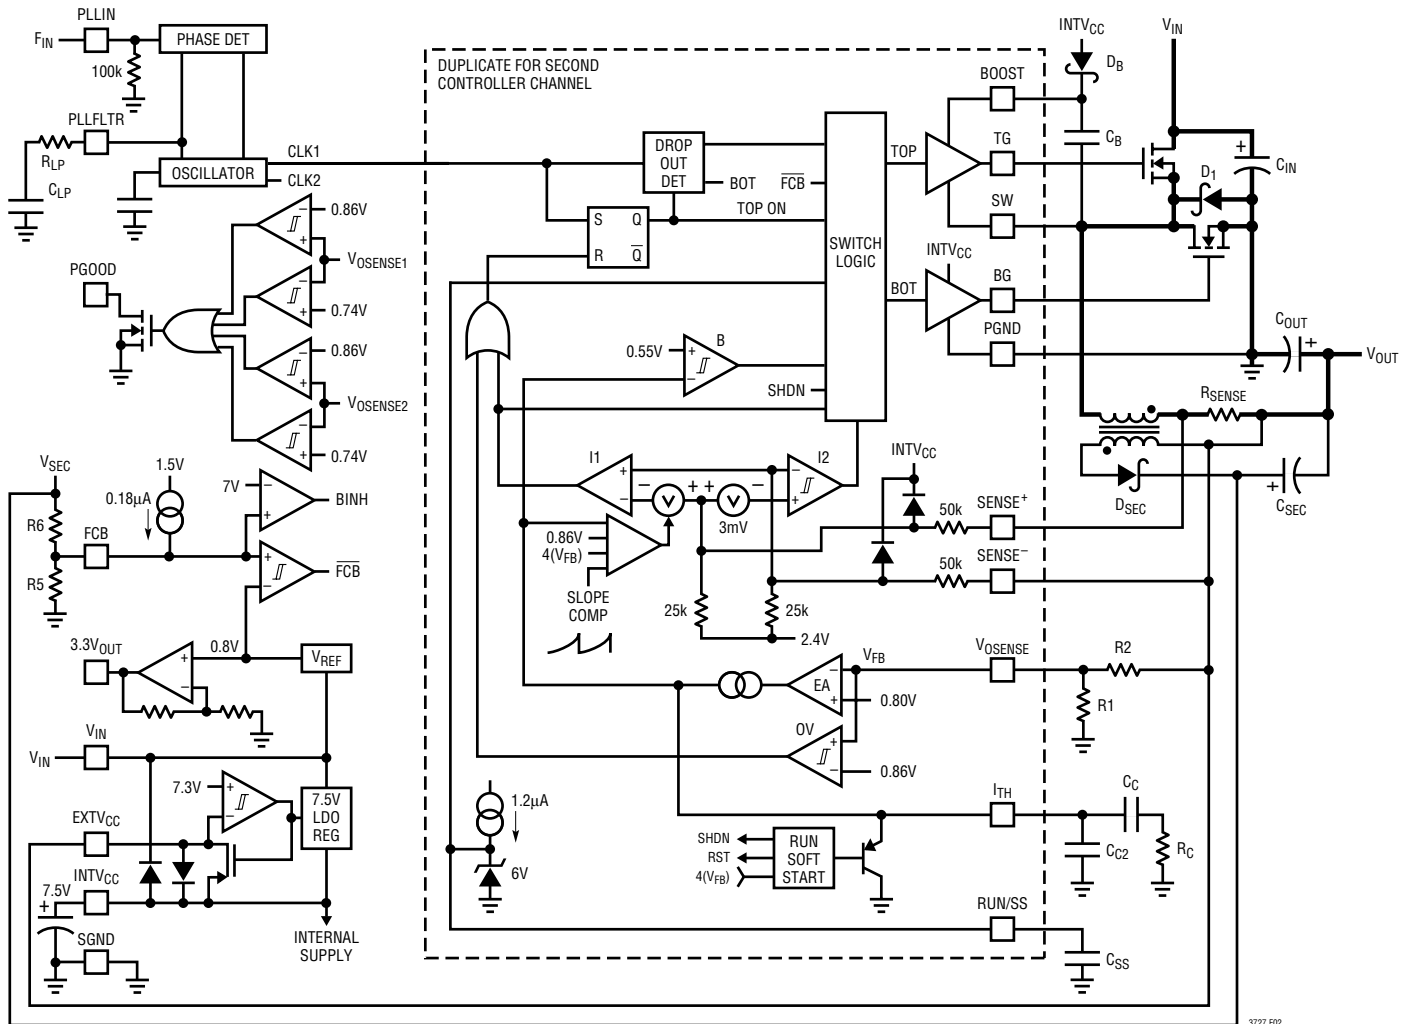 PLLIN
F_IN
PHASE DET
100k
PLLFLTR
R_LP
C_LP
OSCILLATOR
CLK1
CLK2
0.86V
V_OSENSE1
0.74V
0.86V
V_OSENSE2
0.74V
PGOOD
V_SEC
1.5V
0.18μA
7V
BINH
R6
FCB
R5
F̅C̅B̅
3.3V_OUT
0.8V
V_REF
V_IN
V_IN
7.3V
7.5V
LDO
REG
EXTV_CC
INTV_CC
7.5V
SGND
INTERNAL
SUPPLY
DUPLICATE FOR SECOND
CONTROLLER CHANNEL
DROP
OUT
DET
BOT
F̅C̅B̅
TOP ON
S
Q
R
Q̅
SWITCH
LOGIC
0.55V
B
SHDN
I1
I2
3mV
0.86V
4(V_FB)
SLOPE
COMP
25k
25k
2.4V
INTV_CC
50k
50k
V_FB
EA
0.80V
OV
0.86V
1.2μA
6V
SHDN
RST
4(V_FB)
RUN
SOFT
START
TOP
BOT
INTV_CC
BOOST
TG
SW
BG
PGND
SENSE+
SENSE−
V_OSENSE
I_TH
RUN/SS
INTV_CC
D_B
C_B
V_IN
C_IN
D_1
C_OUT
V_OUT
R_SENSE
D_SEC
C_SEC
R2
R1
C_C
C_C2
R_C
C_SS
3727 F02